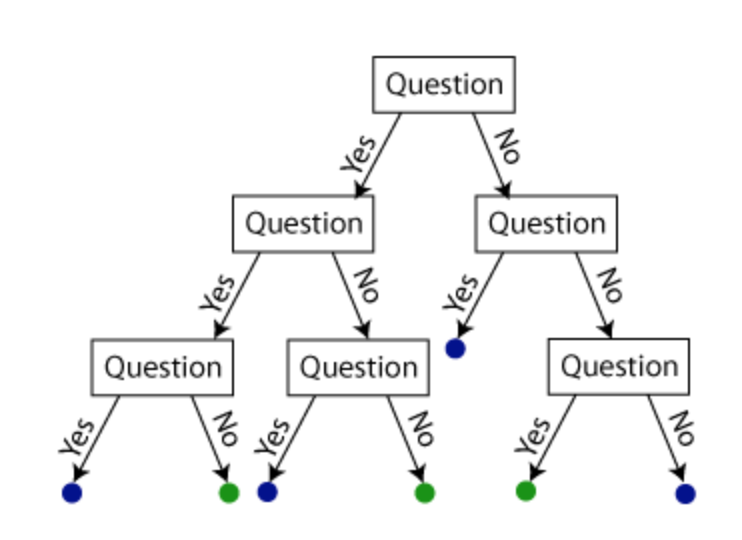 Question
Yes
No
Question
Question
Yes
No
Yes
No
Question
Question
Question
Yes
No
Yes
No
Yes
No